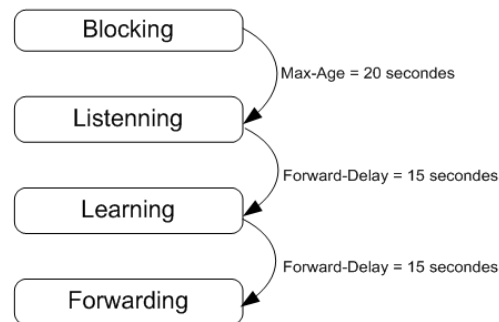 Blocking
Max-Age = 20 secondes
Listenning
Forward-Delay = 15 secondes
Learning
Forward-Delay = 15 secondes
Forwarding